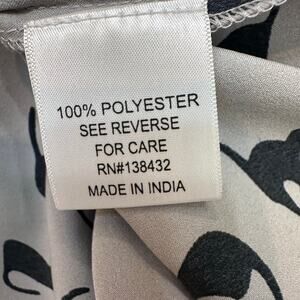 100% POLYESTER
SEE REVERSE
FOR CARE
RN#138432
MADE IN INDIA